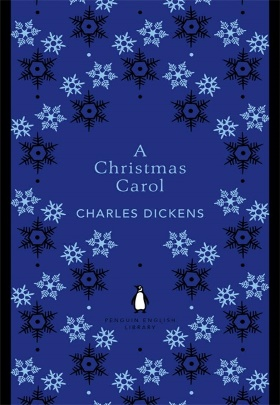 A
Christmas
Carol
CHARLES DICKENS
PENGUIN ENGLISH
LIBRARY